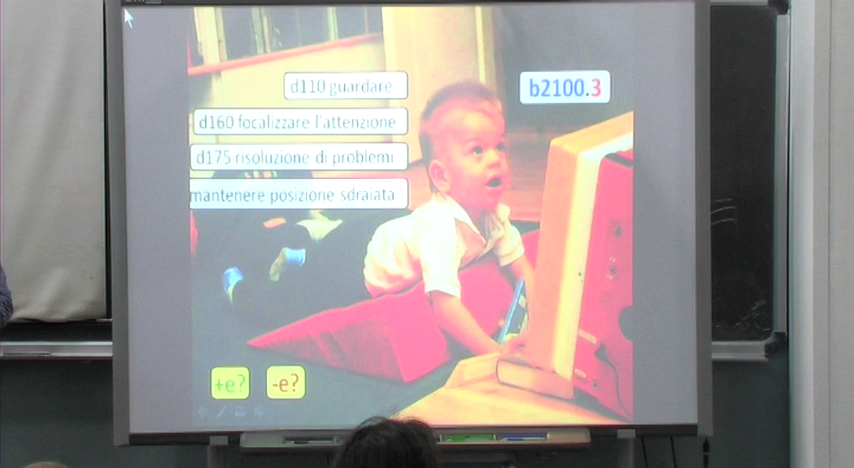 d110 guardare
b2100.3
d160 focalizzare l'attenzione
d175 risoluzione di problemi
mantenere posizione sdraiata
+e?
-e?